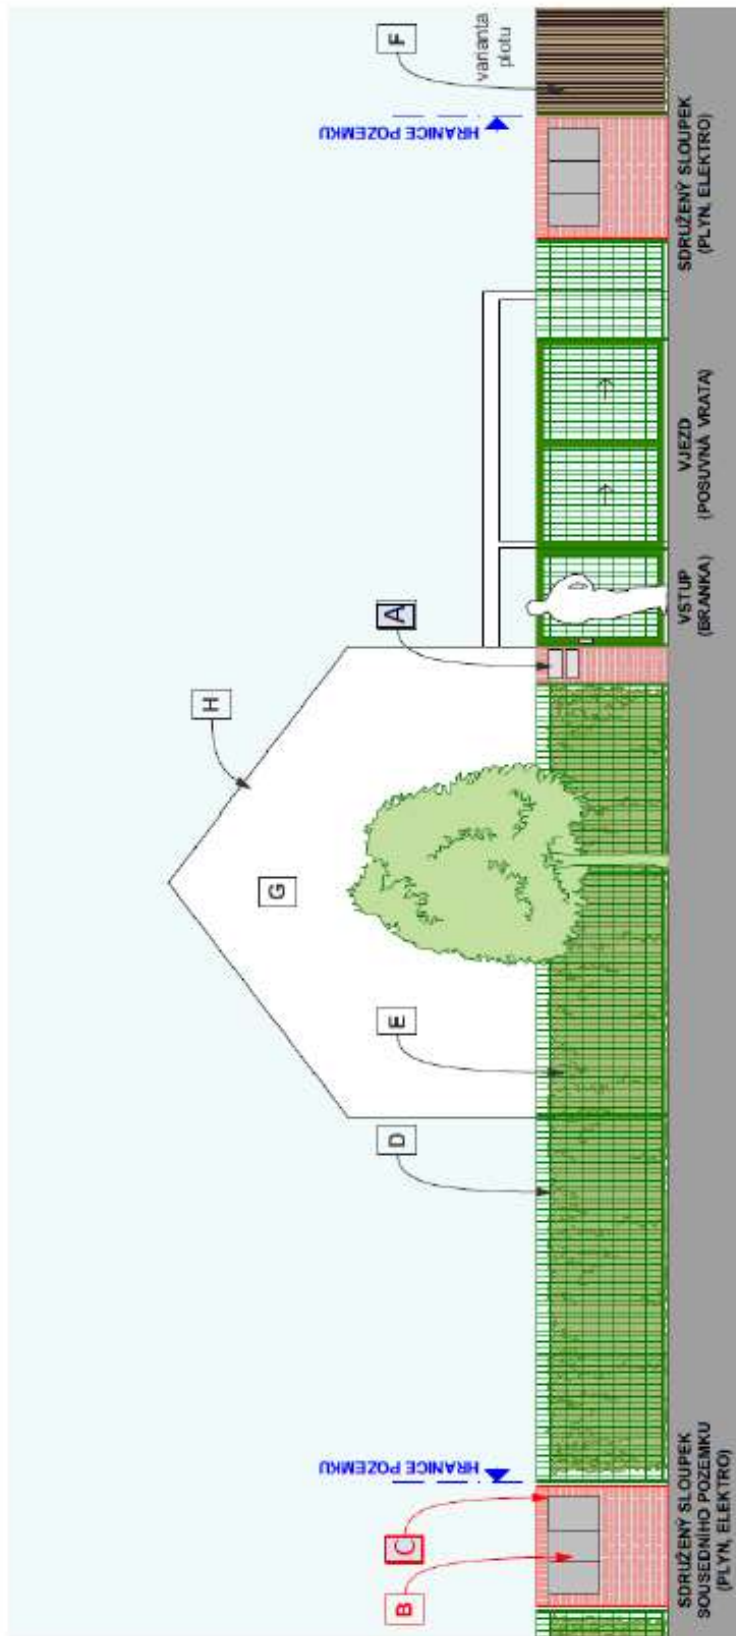 H
G
HRANICE POZEMKU
HRANICE POZEMKU
B
C
D
E
A
F
varianta
plotu
SDRUŽENÝ SLOUPEK
SOUSEDNÍHO POZEMKU
(PLYN, ELEKTRO)
VSTUP
(BRANKA)
VJEZD
(POSUVNÁ VRATA)
SDRUŽENÝ SLOUPEK
(PLYN, ELEKTRO)